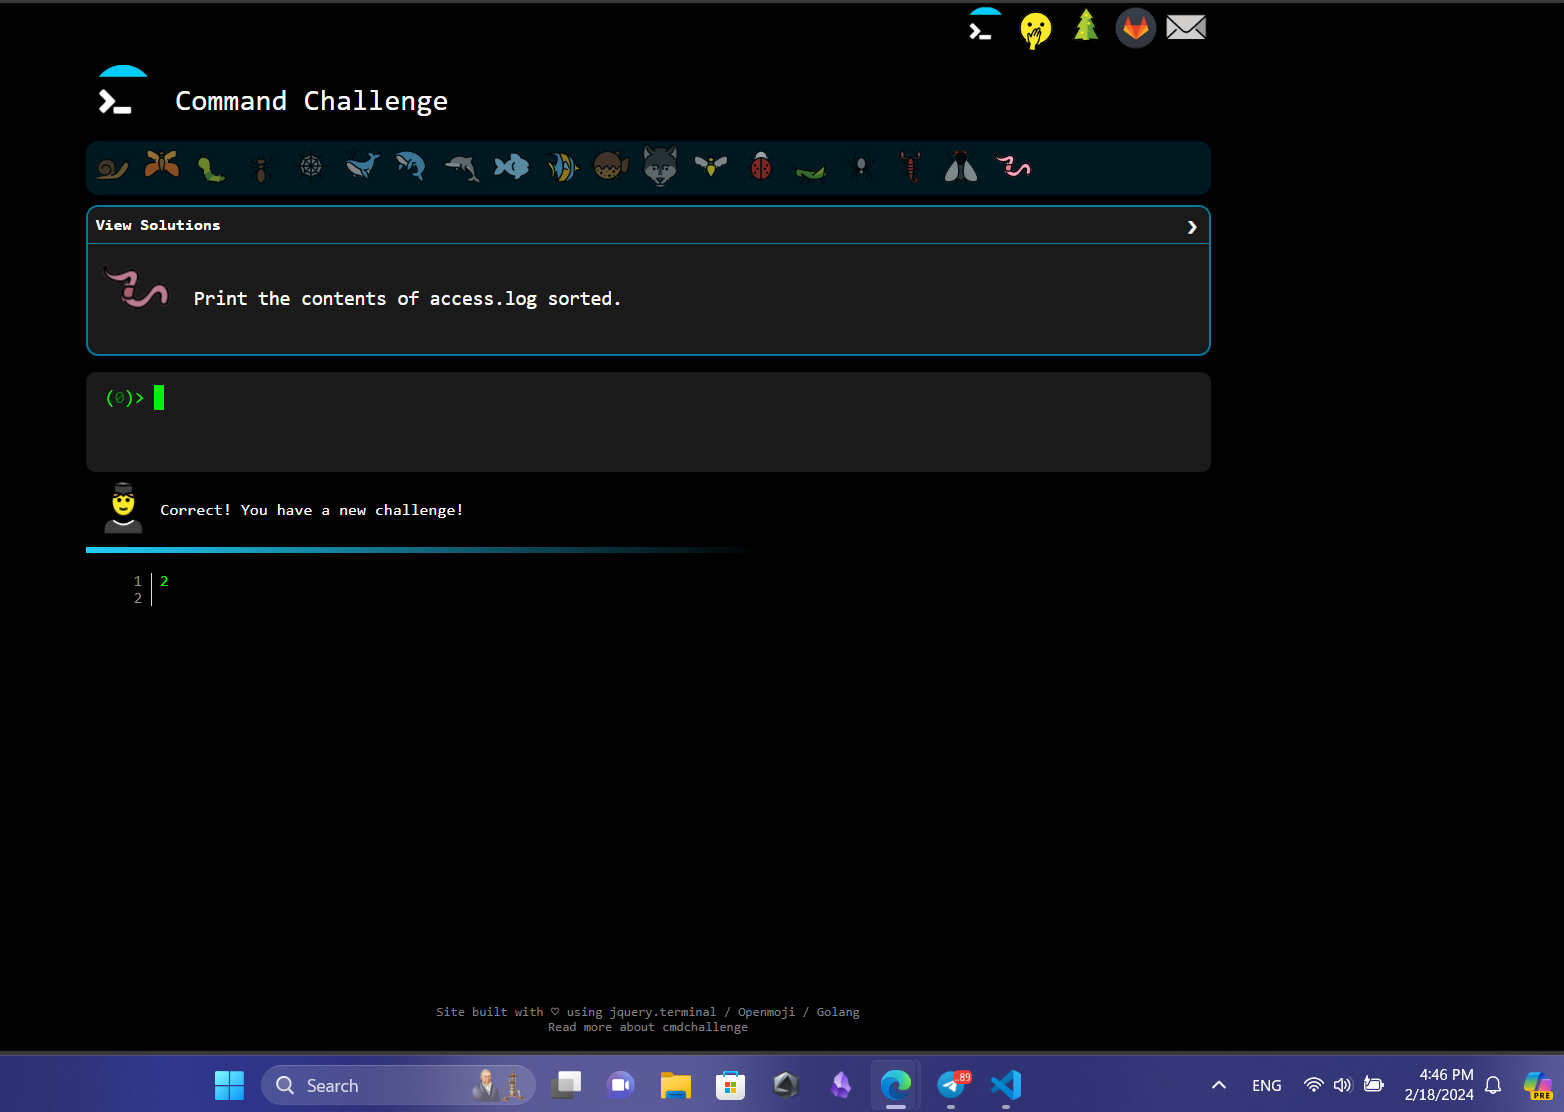 Command Challenge
View Solutions
Print the contents of access.log sorted.
(0)>
Correct! You have a new challenge!
1 2
2
Site built with ♡ using jquery.terminal / Openmoji / Golang
Read more about cmdchallenge
Search
.89
ENG
4:46 PM
2/18/2024
PRE